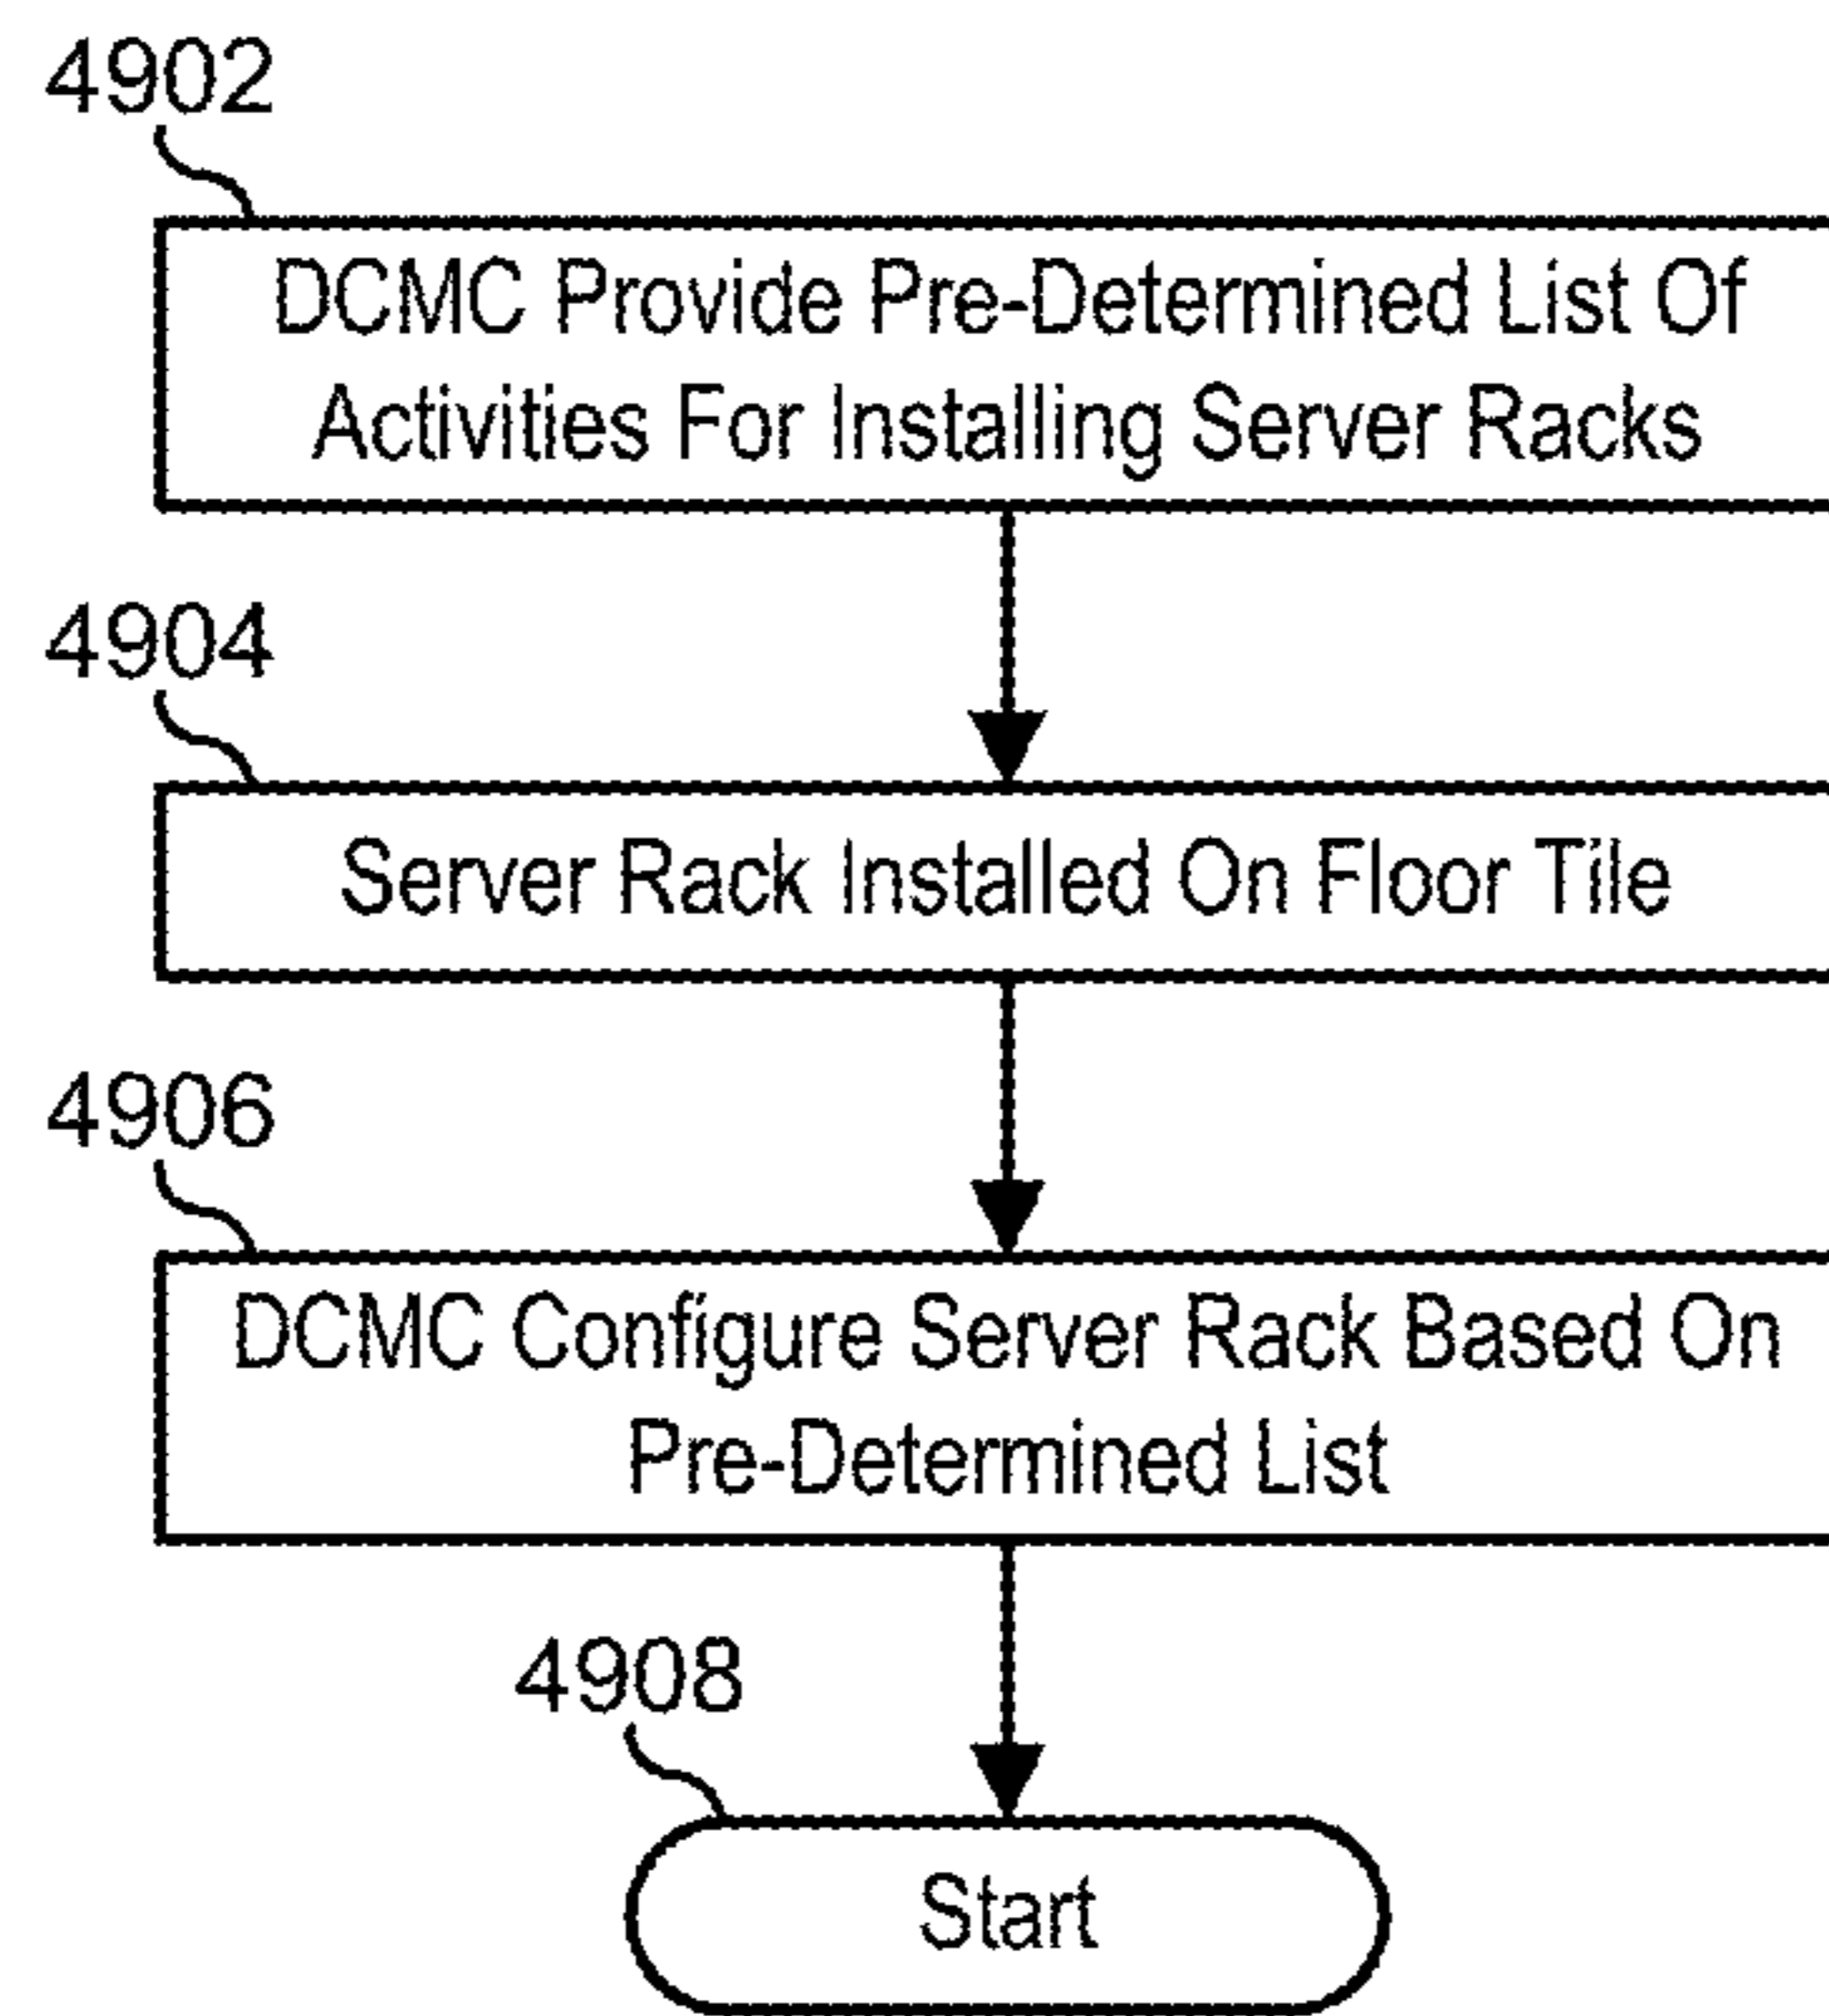 4902
DCMC Provide Pre-Determined List Of
Activities For Installing Server Racks
4904
Server Rack Installed On Floor Tile
4906
DCMC Configure Server Rack Based On
Pre-Determined List
4908
Start